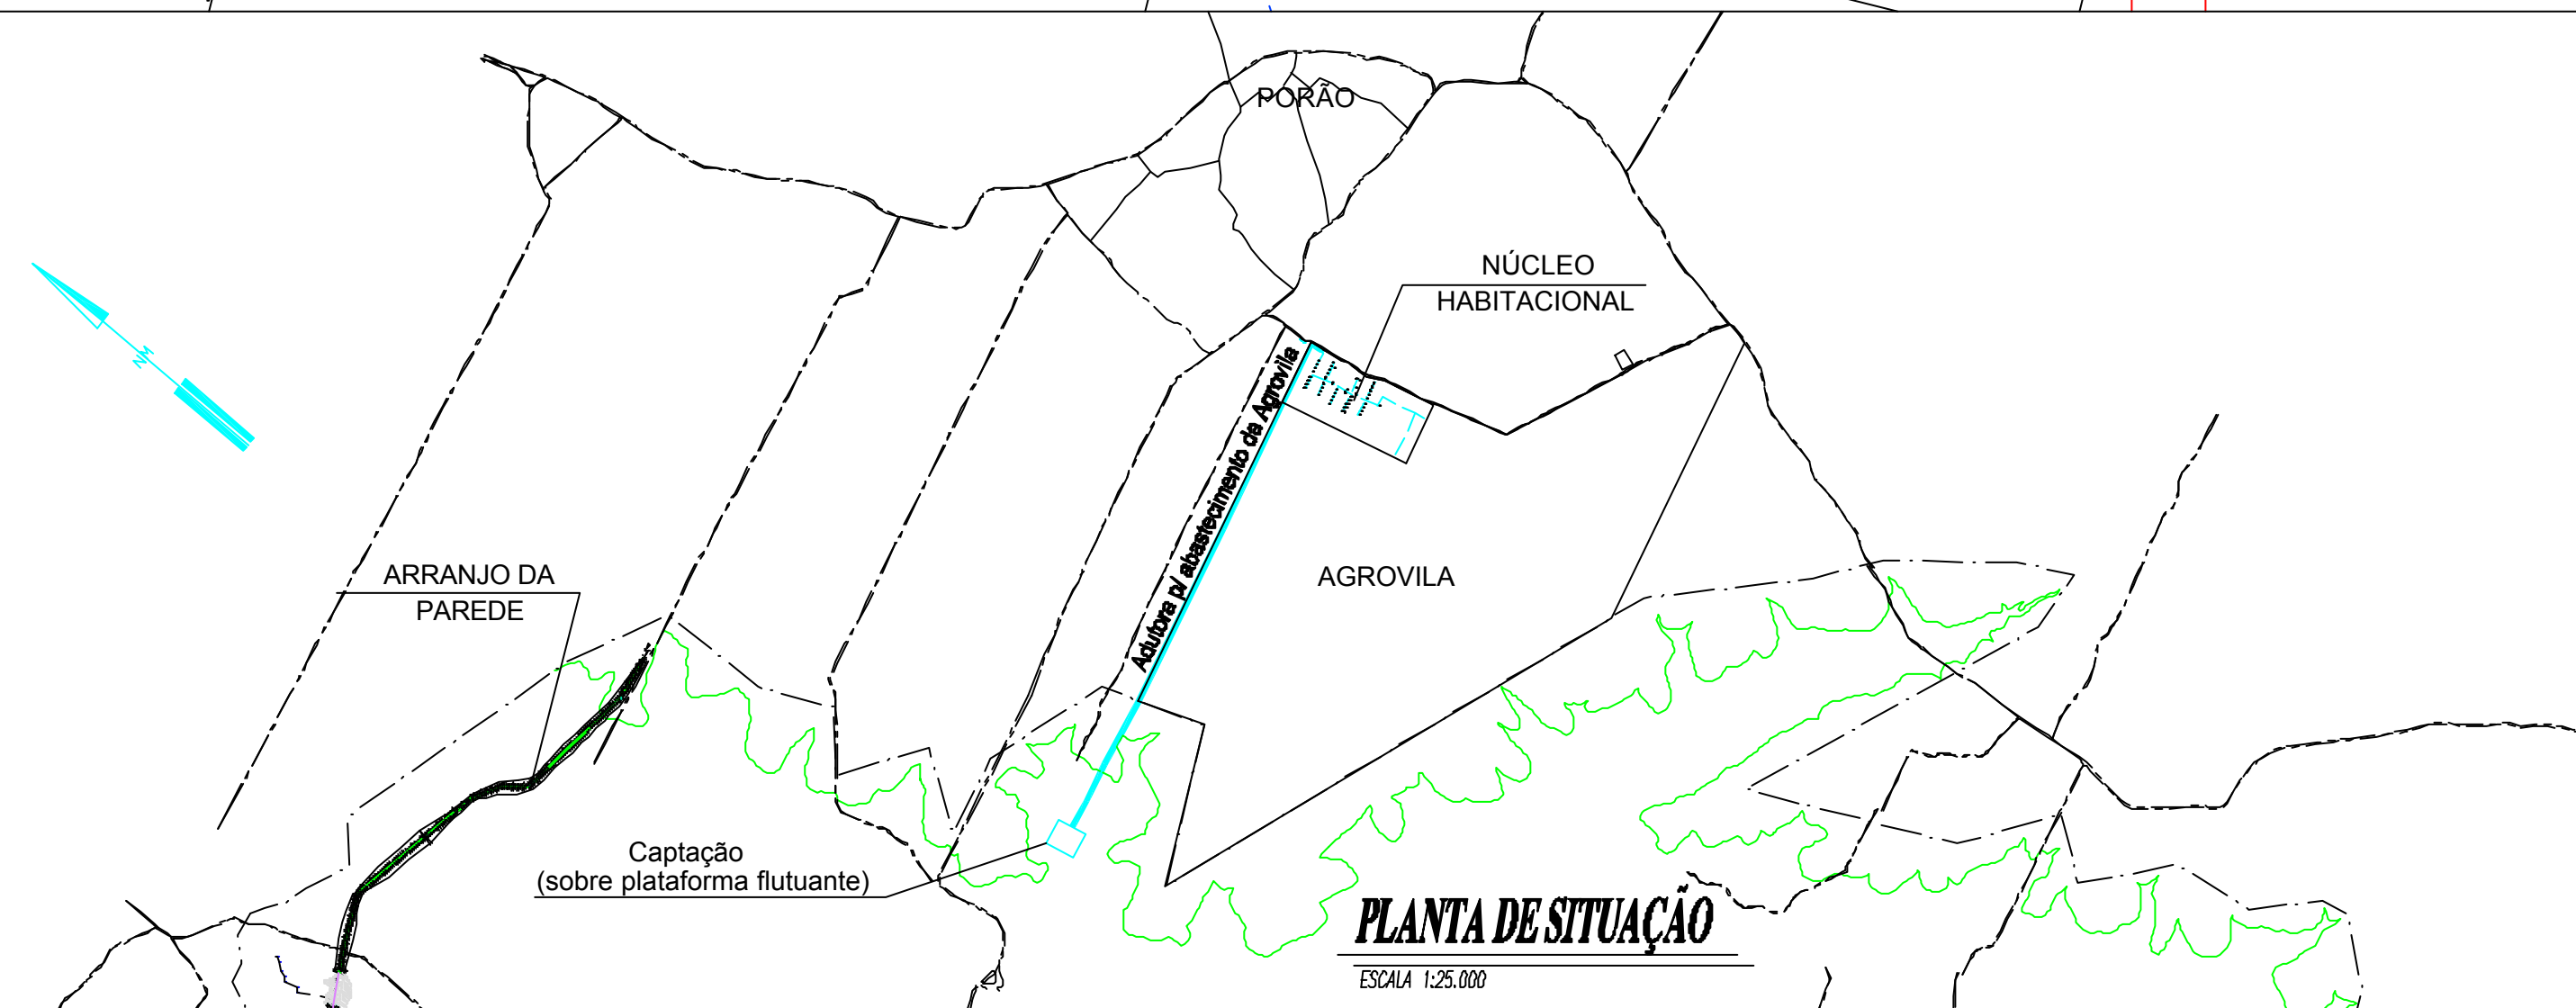 PORÃO
NÚCLEO
HABITACIONAL
NM
Adutora p/ abastecimento da Agrovila
ARRANJO DA
PAREDE
AGROVILA
Captação
(sobre plataforma flutuante)
PLANTA DE SITUAÇÃO
ESCALA 1:25.000